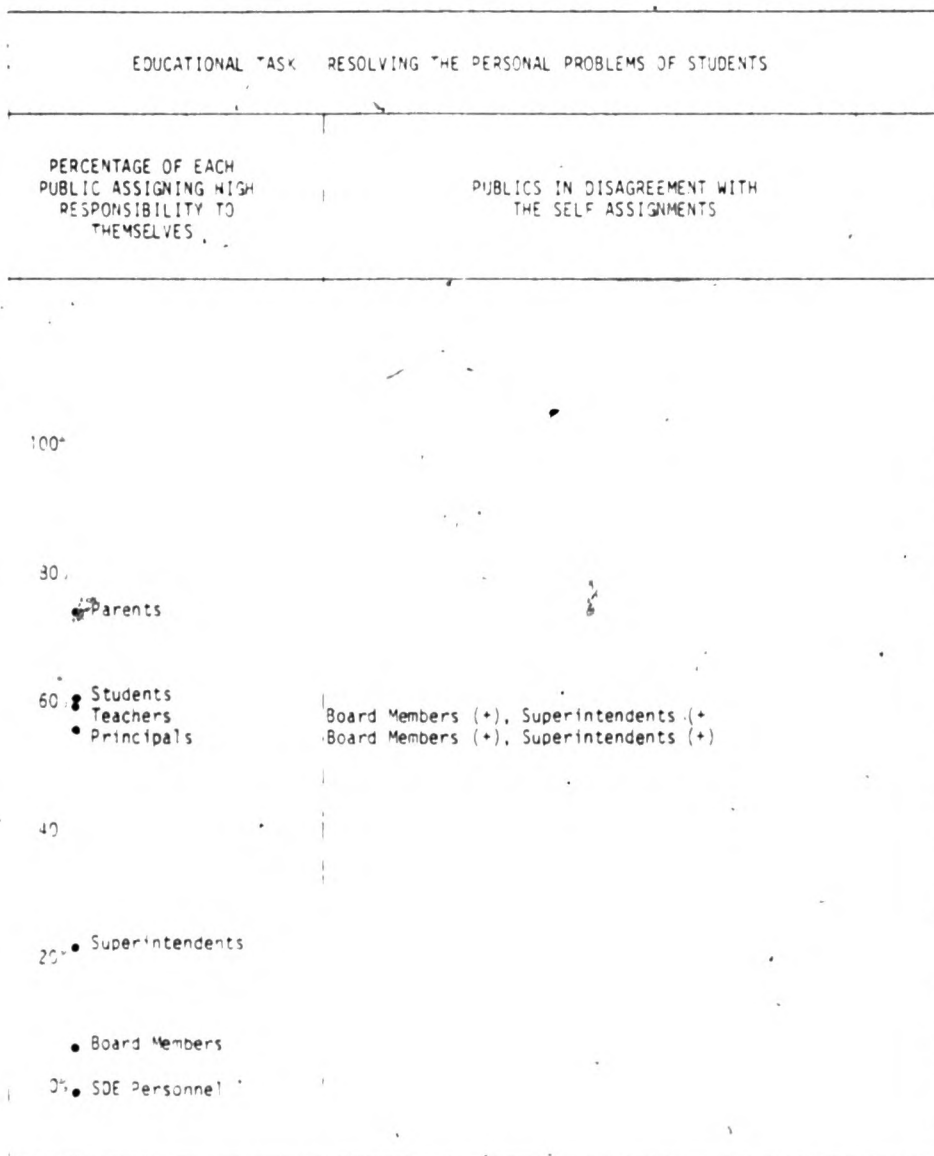 EDUCATIONAL TASK RESOLVING THE PERSONAL PROBLEMS OF STUDENTS
PERCENTAGE OF EACH
PUBLIC ASSIGNING HIGH
RESPONSIBILITY TO
THEMSELVES
PUBLICS IN DISAGREEMENT WITH
THE SELF ASSIGNMENTS
100
80
Parents
60 Students
Teachers Board Members (+), Superintendents (+
Principals Board Members (+), Superintendents (+)
40
20 Superintendents
Board Members
0 SDE Personnel